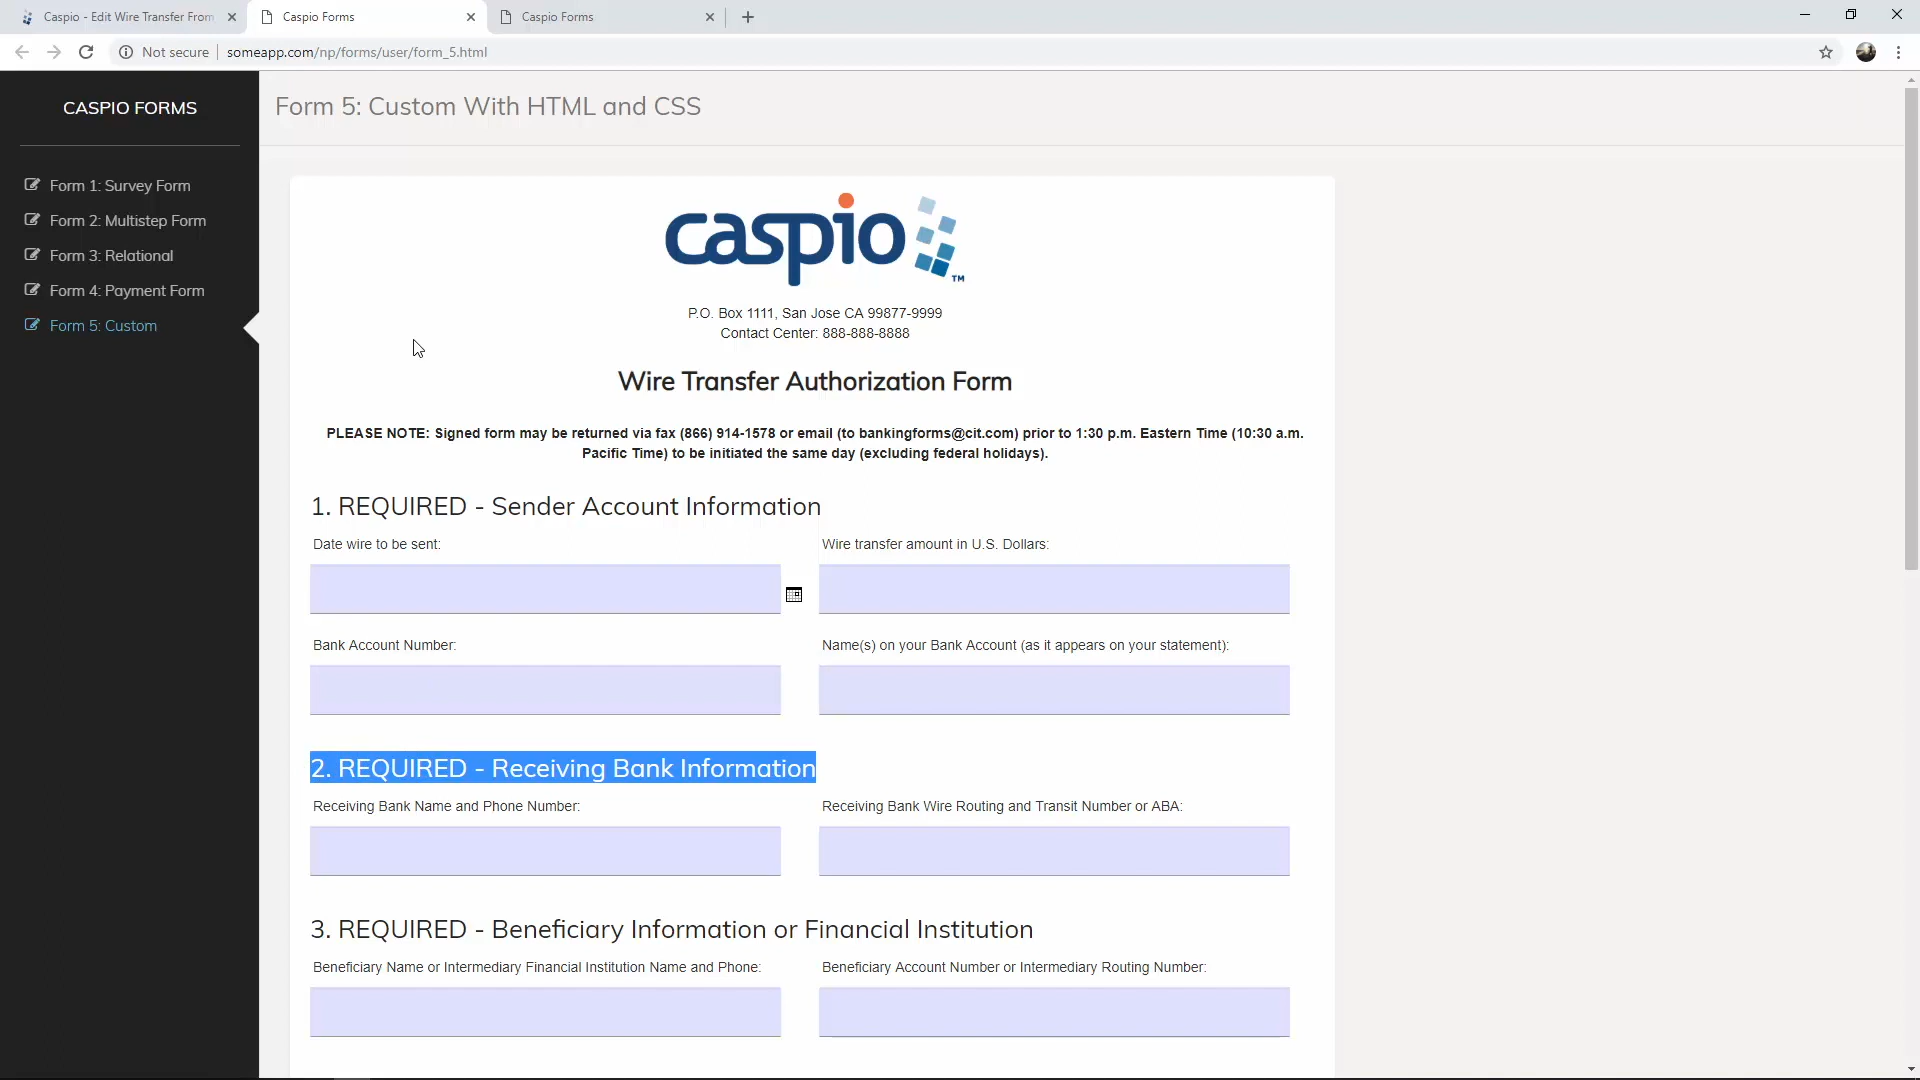 Caspio - Edit Wire Transfer From
Caspio Forms
Caspio Forms
Not secure
someapp.com/np/forms/user/form_5.html
CASPIO FORMS
Form 1: Survey Form
Form 2: Multistep Form
Form 3: Relational
Form 4: Payment Form
Form 5: Custom
Form 5: Custom With HTML and CSS
caspio TM
P.O. Box 1111, San Jose CA 99877-9999
Contact Center: 888-888-8888
Wire Transfer Authorization Form
PLEASE NOTE: Signed form may be returned via fax (866) 914-1578 or email (to bankingforms@cit.com) prior to 1:30 p.m. Eastern Time (10:30 a.m.
Pacific Time) to be initiated the same day (excluding federal holidays).
1. REQUIRED - Sender Account Information
Date wire to be sent:
Wire transfer amount in U.S. Dollars:
Bank Account Number:
Name(s) on your Bank Account (as it appears on your statement):
2. REQUIRED - Receiving Bank Information
Receiving Bank Name and Phone Number:
Receiving Bank Wire Routing and Transit Number or ABA:
3. REQUIRED - Beneficiary Information or Financial Institution
Beneficiary Name or Intermediary Financial Institution Name and Phone:
Beneficiary Account Number or Intermediary Routing Number: